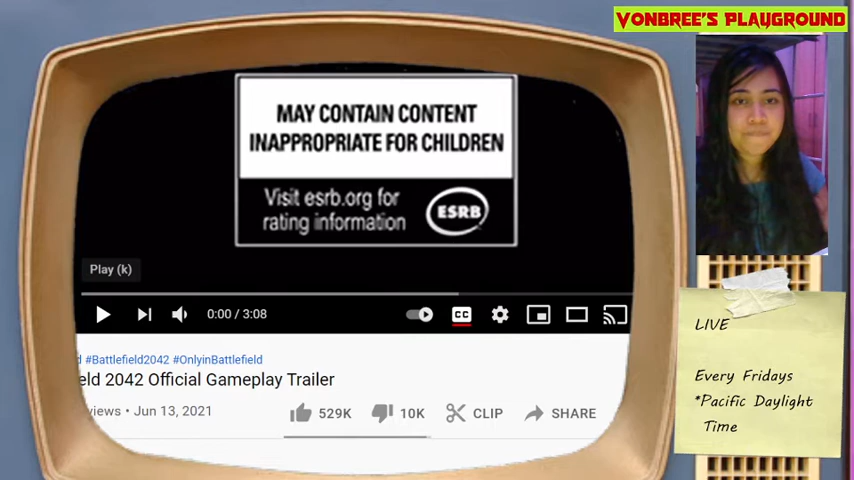 VONBREE'S PLAYGROUND
MAY CONTAIN CONTENT
INAPPROPRIATE FOR CHILDREN
Visit esrb.org for
rating information
ESRB
Play (k)
0:00 / 3:08
CC
#Battlefield2042 #OnlyinBattlefield
eld 2042 Official Gameplay Trailer
views • Jun 13, 2021
529K
10K
CLIP
SHARE
LIVE
Every Fridays
*Pacific Daylight
Time